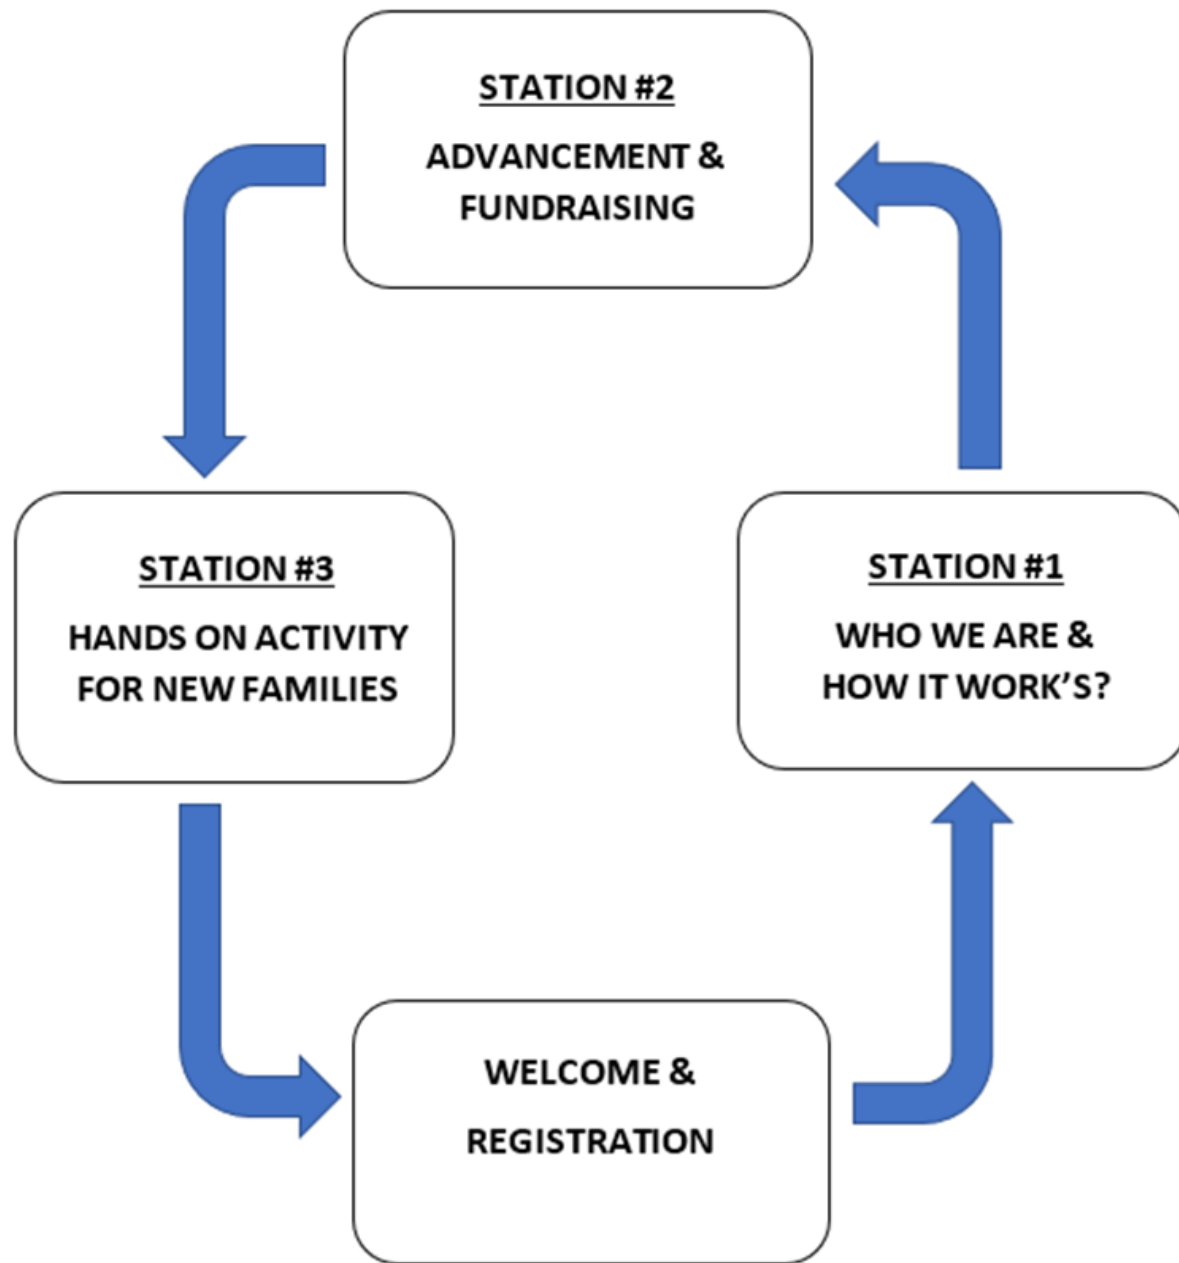 STATION #2
ADVANCEMENT &
FUNDRAISING
STATION #3
HANDS ON ACTIVITY
FOR NEW FAMILIES
STATION #1
WHO WE ARE &
HOW IT WORK’S?
WELCOME &
REGISTRATION